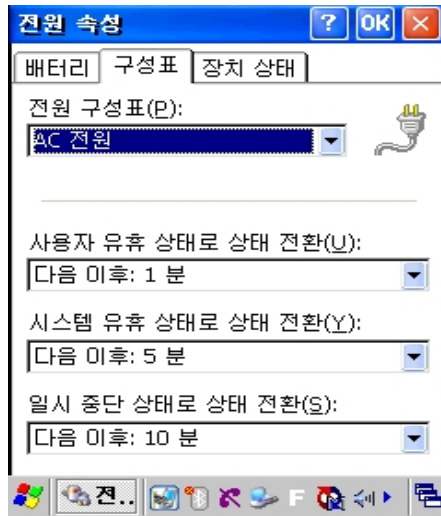 전원 속성 ? OK
배터리 구성표 장치 상태
전원 구성표(P):
AC 전원
사용자 유휴 상태로 상태 전환(U):
다음 이후: 1 분
시스템 유휴 상태로 상태 전환(Y):
다음 이후: 5 분
일시 중단 상태로 상태 전환(S):
다음 이후: 10 분
전.. F